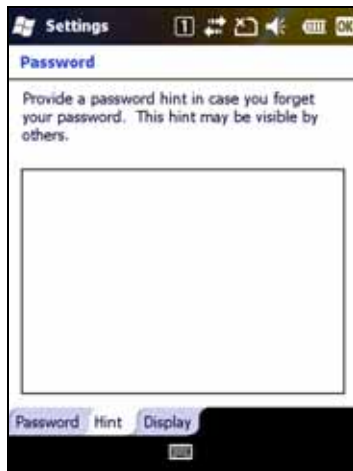 Settings
1
OK
Password
Provide a password hint in case you forget
your password. This hint may be visible by
others.
Password Hint Display